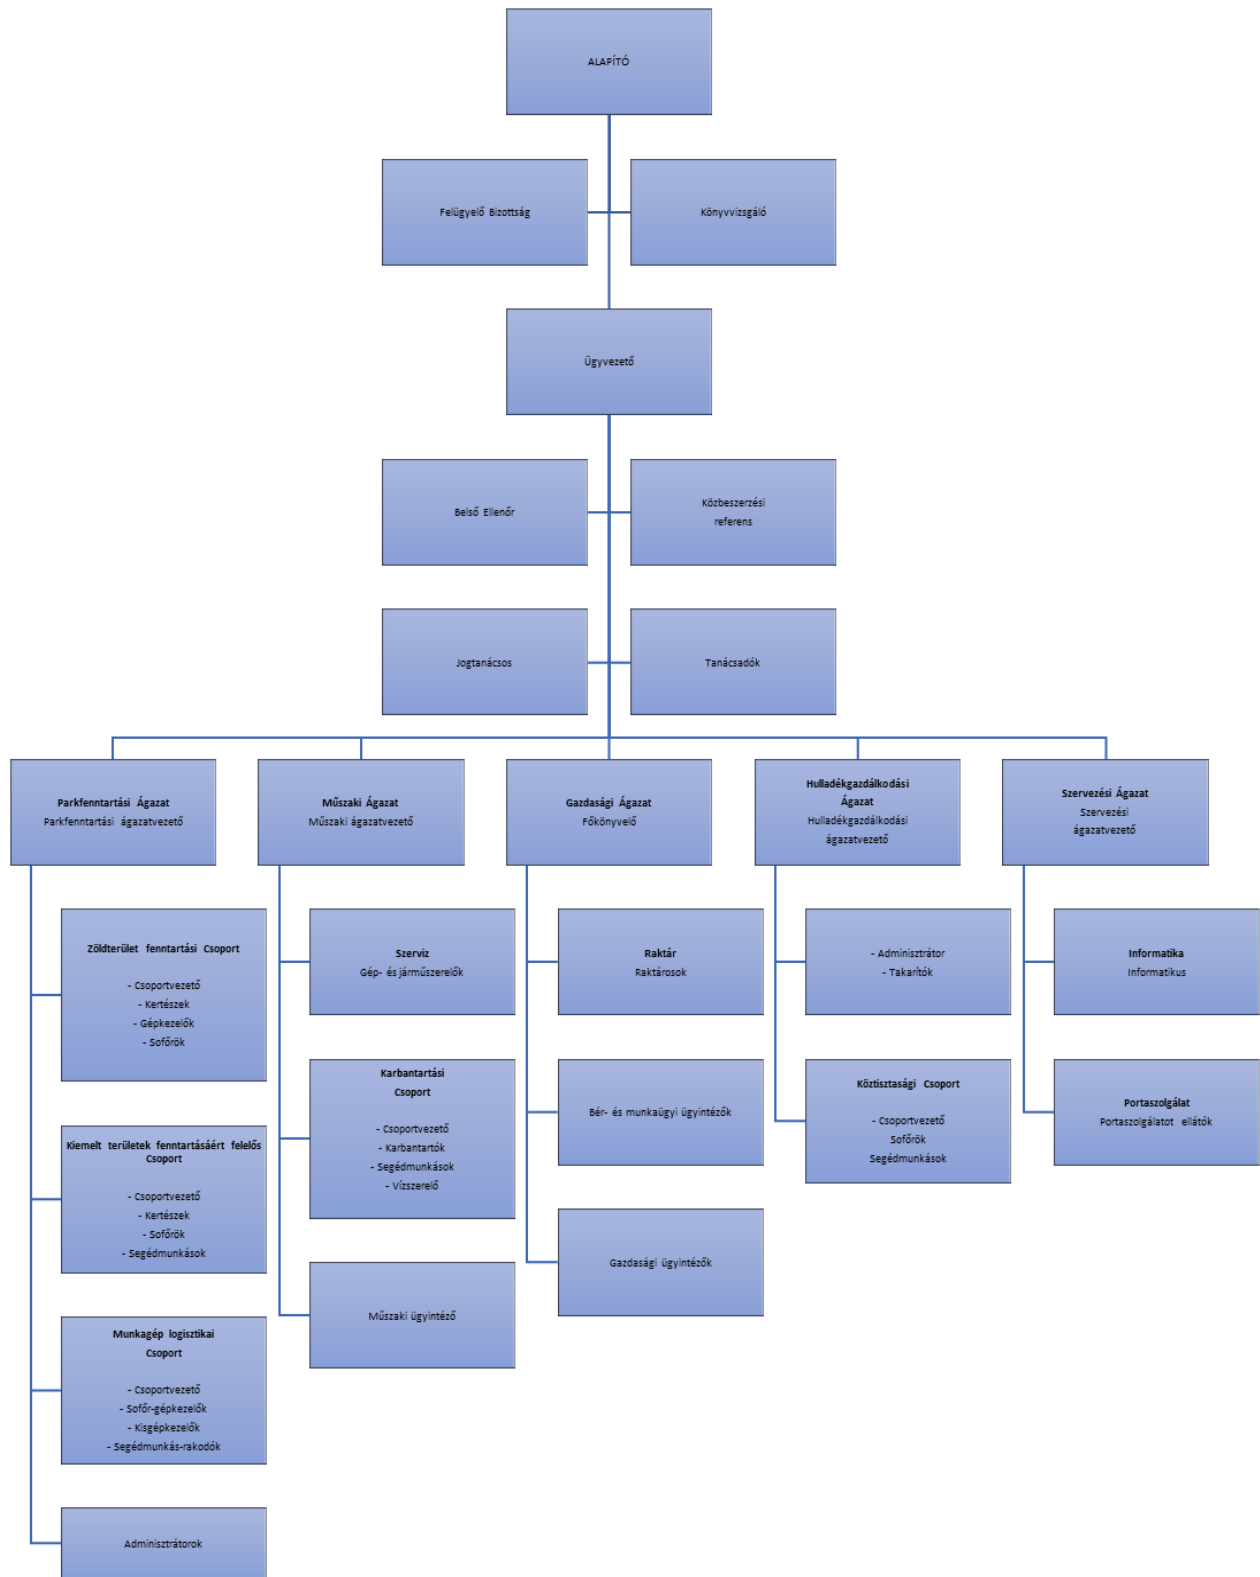 ALAPÍTÓ
Felügyelő Bizottság
Könyvvizsgáló
Ügyvezető
Belső Ellenőr
Közbeszerzési
referens
Jogtanácsos
Tanácsadók
Parkfenntartási Ágazat
Parkfenntartási ágazatvezető
Műszaki Ágazat
Műszaki ágazatvezető
Gazdasági Ágazat
Főkönyvelő
Hulladékgazdálkodási
Ágazat
Hulladékgazdálkodási
ágazatvezető
Szervezési Ágazat
Szervezési
ágazatvezető
Zöldterület fenntartási Csoport
- Csoportvezető
- Kertészek
- Gépkezelők
- Sofőrök
Kiemelt területek fenntartásáért felelős
Csoport
- Csoportvezető
- Kertészek
- Sofőrök
- Segédmunkások
Munkagép logisztikai
Csoport
- Csoportvezető
- Sofőr-gépkezelők
- Kisgépkezelők
- Segédmunkás-rakodók
Adminisztrátorok
Szerviz
Gép- és járműszerelők
Karbantartási
Csoport
- Csoportvezető
- Karbantartók
- Segédmunkások
- Vízszerelő
Műszaki ügyintéző
Raktár
Raktárosok
Bér- és munkaügyi ügyintézők
Gazdasági ügyintézők
- Adminisztrátor
- Takarítók
Köztisztasági Csoport
- Csoportvezető
Sofőrök
Segédmunkások
Informatika
Informatikus
Portaszolgálat
Portaszolgálatot ellátók